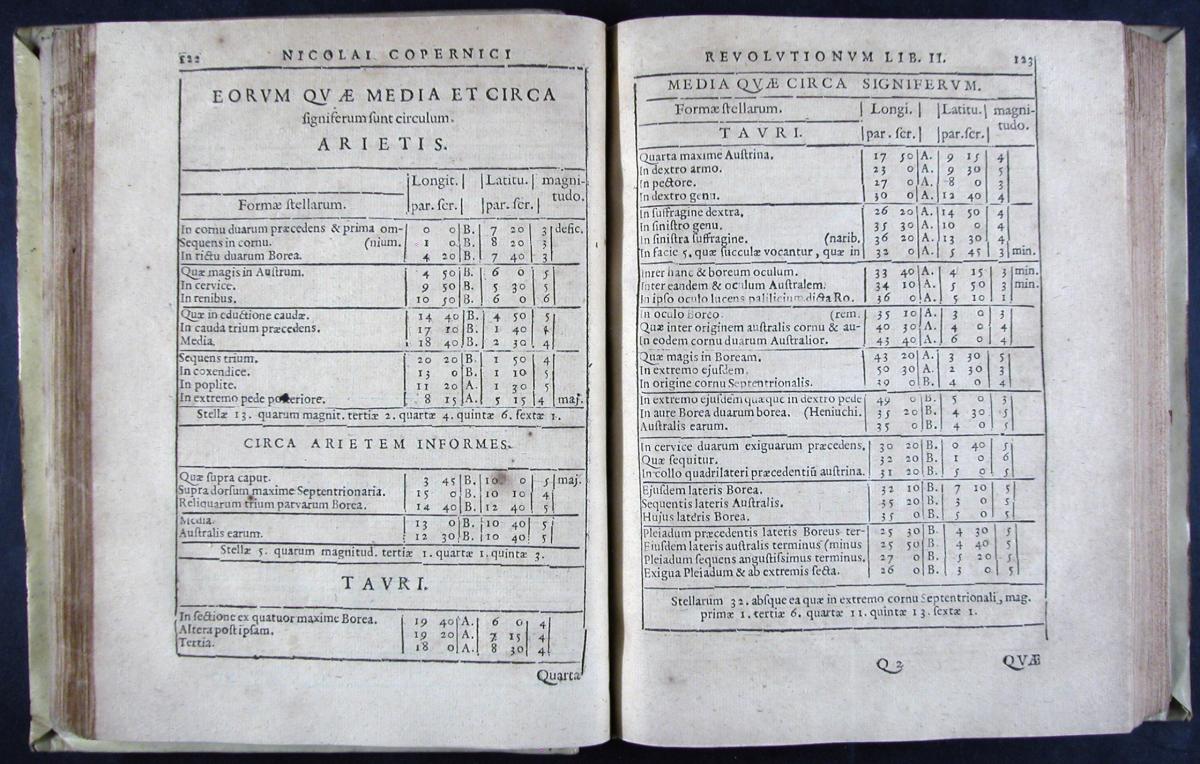 122 NICOLAI COPERNICI
EORVM QVÆ MEDIA ET CIRCA
signiferum sunt circulum.
ARIETIS.
Longit. Latitu. magni-
Formæ stellarum. par. scr. par. scr. tudo.
In cornu duarum præcedens & prima om- 0 0 B. 7 20 3 defic.
Sequens in cornu. (nium. 1 0 B. 8 20 3
In rictu duarum Borea. 4 20 B. 7 40 3
Quæ magis in Austrum. 4 50 B. 6 0 5
In cervice. 9 50 B. 5 30 5
In renibus. 10 50 B. 6 0 6
Quæ in eductione caudæ. 14 40 B. 4 50 5
In cauda trium præcedens. 17 10 B. 1 40 4
Media. 18 40 B. 2 30 4
Sequens trium. 20 20 B. 1 50 4
In coxendice. 13 0 B. 1 10 5
In poplite. 11 20 A. 1 30 5
In extremo pede posteriore. 8 15 A. 5 15 4 maj.
Stellæ 13. quarum magnit. tertiæ 2. quartæ 4. quintæ 6. sextæ 1.
CIRCA ARIETEM INFORMES.
Quæ supra caput. 3 45 B. 10 0 5 maj.
Supra dorsum maxime Septentrionaria. 15 0 B. 10 10 4
Reliquarum trium parvarum Borea. 14 40 B. 12 40 5
Media. 13 0 B. 10 40 5
Australis earum. 12 30 B. 10 40 5
Stellæ 5. quarum magnitud. tertiæ 1. quartæ 1. quintæ 3.
TAVRI.
In sectione ex quatuor maxime Borea. 19 40 A. 6 0 4
Altera post ipsam. 19 20 A. 7 15 4
Tertia. 18 0 A. 8 30 4
Quarta
REVOLVTIONVM LIB. II. 123
MEDIA QVÆ CIRCA SIGNIFERVM.
Formæ stellarum. Longi. Latitu. magni-
TAVRI. par. scr. par. scr. tudo.
Quarta maxime Austrina. 17 50 A. 9 15 4
In dextro armo. 23 0 A. 9 30 5
In pectore. 27 0 A. 8 0 3
In dextro genu. 30 0 A. 12 40 4
In suffragine dextra. 26 20 A. 14 50 4
In sinistro genu. 35 30 A. 10 0 4
In sinistra suffragine. (narib. 36 20 A. 13 30 4
In facie 5. quæ succulæ vocantur, quæ in 32 0 A. 5 45 3 min.
Inter hanc & boreum oculum. 33 40 A. 4 15 3 min.
Inter eandem & oculum Australem. 34 10 A. 5 50 3 min.
In ipso oculo lucens palilicium dicta Ro. 36 0 A. 5 10 1
In oculo Boreo. (rem. 35 10 A. 3 0 3
Quæ inter originem australis cornu & au- 40 30 A. 4 0 4
In eodem cornu duarum Australior. 43 40 A. 6 0 4
Quæ magis in Boream. 43 20 A. 3 30 5
In extremo ejusdem. 50 30 A. 2 30 3
In origine cornu Septentrionalis. 39 0 B. 4 0 4
In extremo ejusdem quæque in dextro pede 49 0 B. 5 0 3
In aure Borea duarum borea. (Heniuchi. 35 20 B. 4 30 5
Australis earum. 35 0 B. 4 0 5
In cervice duarum exiguarum præcedens. 30 20 B. 0 40 5
Quæ sequitur. 32 20 B. 1 0 6
In collo quadrilateri præcedentiũ austrina. 31 20 B. 5 0 5
Ejusdem lateris Borea. 32 10 B. 7 10 5
Sequentis lateris Australis. 35 20 B. 3 0 5
Hujus lateris Borea. 35 0 B. 5 0 5
Pleiadum præcedentis lateris Boreus ter- 25 30 B. 4 30 5
Eiusdem lateris australis terminus (minus 25 50 B. 4 40 5
Pleiadum sequens angustissimus terminus. 27 0 B. 5 20 5
Exigua Pleiadum & ab extremis secta. 26 0 B. 3 0 5
Stellarum 32. absque ea quæ in extremo cornu Septentrionali, mag.
primæ 1. tertiæ 6. quartæ 11. quintæ 13. sextæ 1.
Q 2 QVÆ